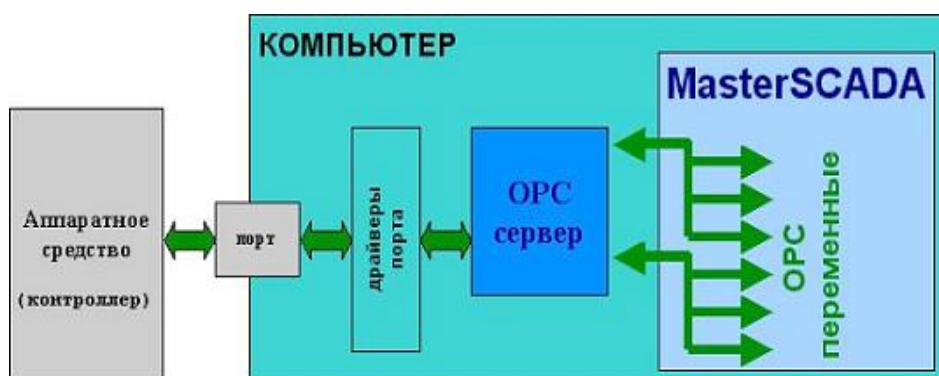 КОМПЬЮТЕР
MasterSCADA
Аппаратное
средство
(контроллер)
порт
драйверы
порта
OPC
сервер
OPC
переменные